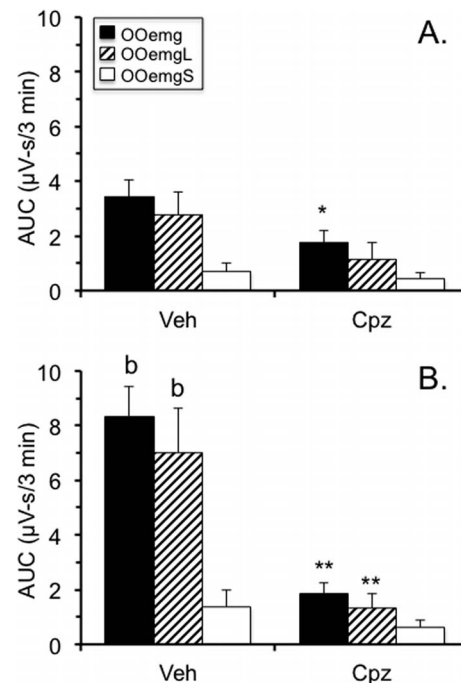 A.
OOemg
OOemgL
OOemgS
AUC (µV-s/3 min)
10
8
6
4
2
0
*
Veh Cpz
B.
AUC (µV-s/3 min)
10
8
6
4
2
0
b b
** **
Veh Cpz